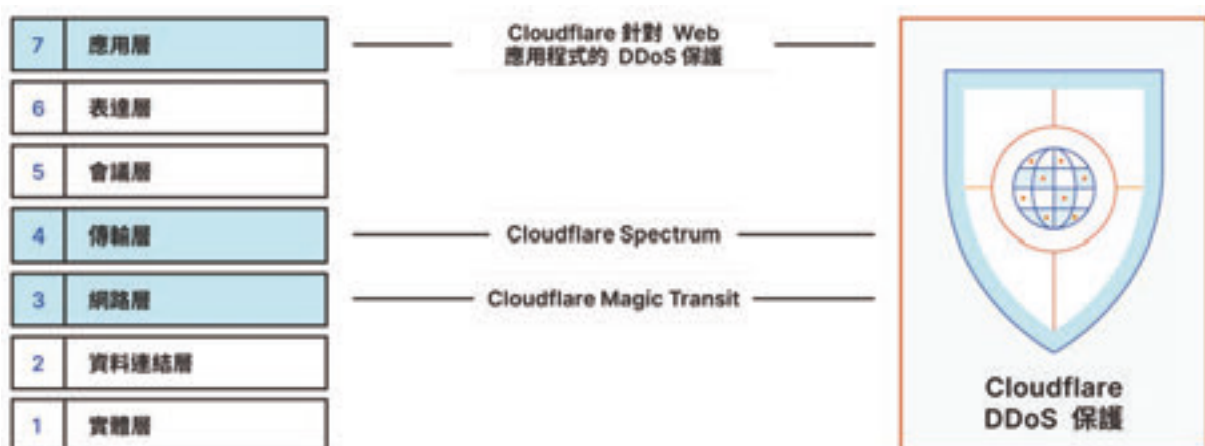 7 應用層
Cloudflare 針對 Web
應用程式的 DDoS 保護
6 表達層
5 會議層
4 傳輸層
Cloudflare Spectrum
3 網路層
Cloudflare Magic Transit
2 資料連結層
1 實體層
Cloudflare
DDoS 保護